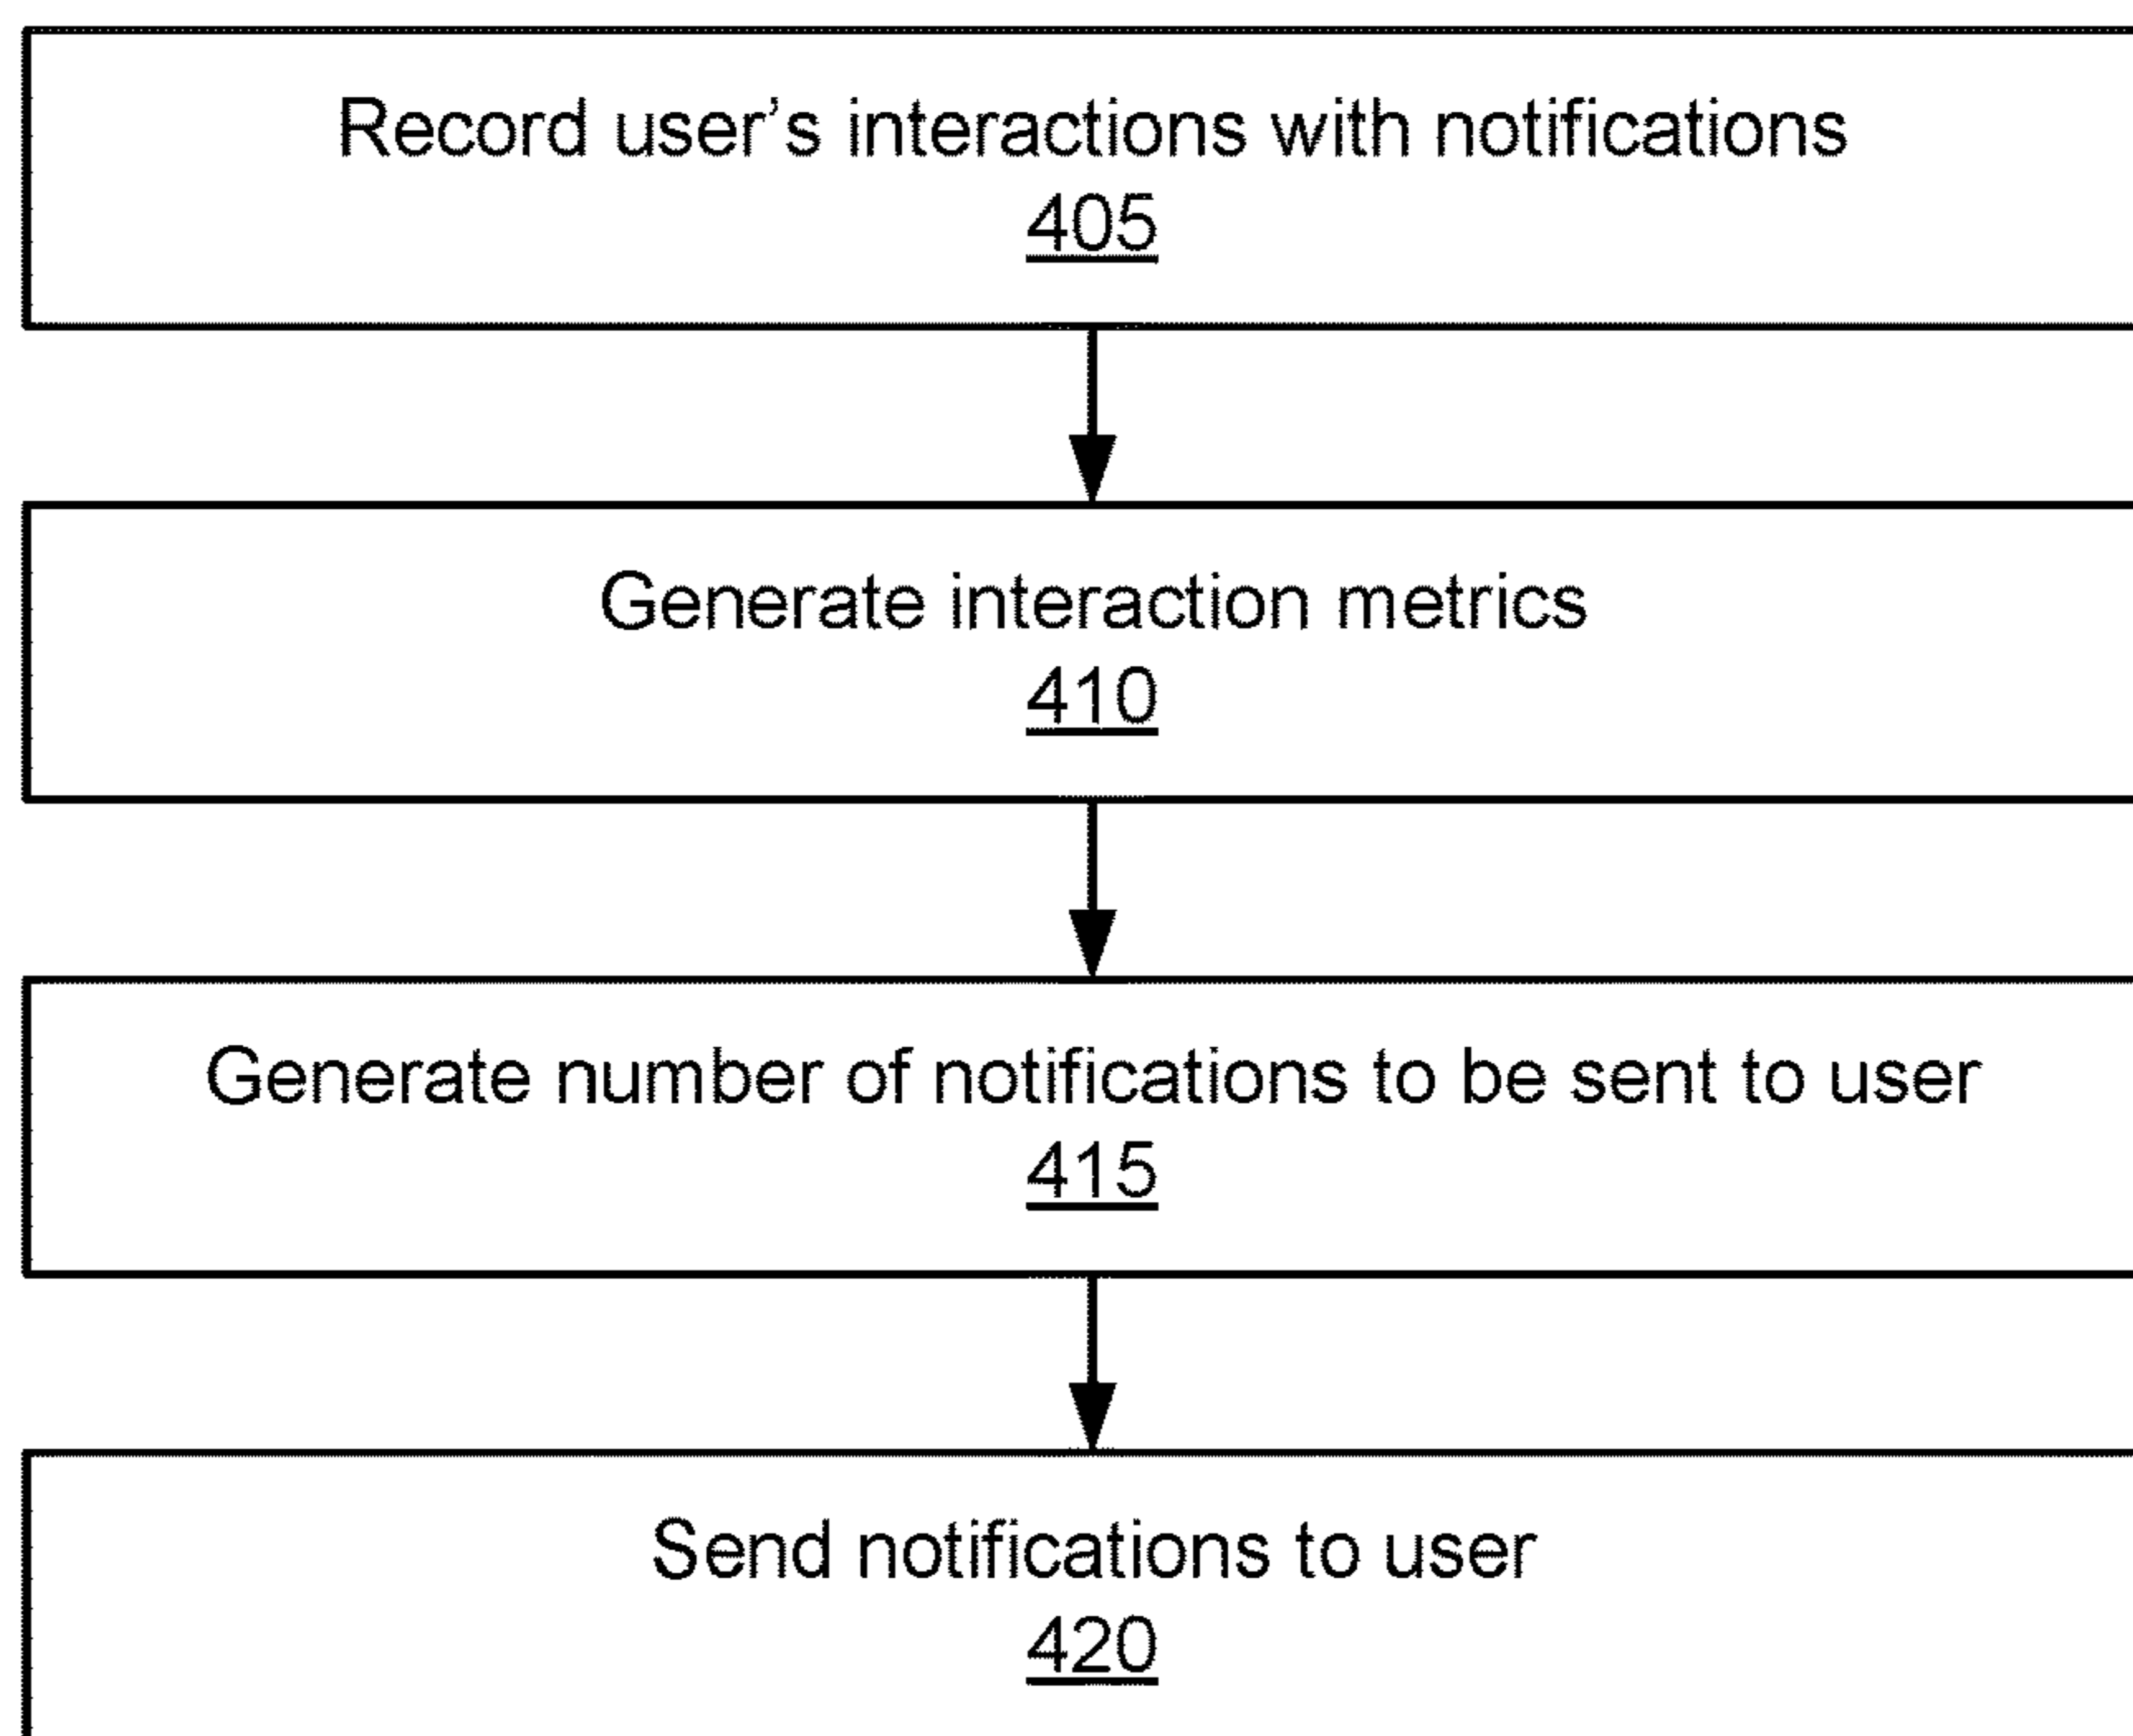 Record user's interactions with notifications
405
Generate interaction metrics
410
Generate number of notifications to be sent to user
415
Send notifications to user
420